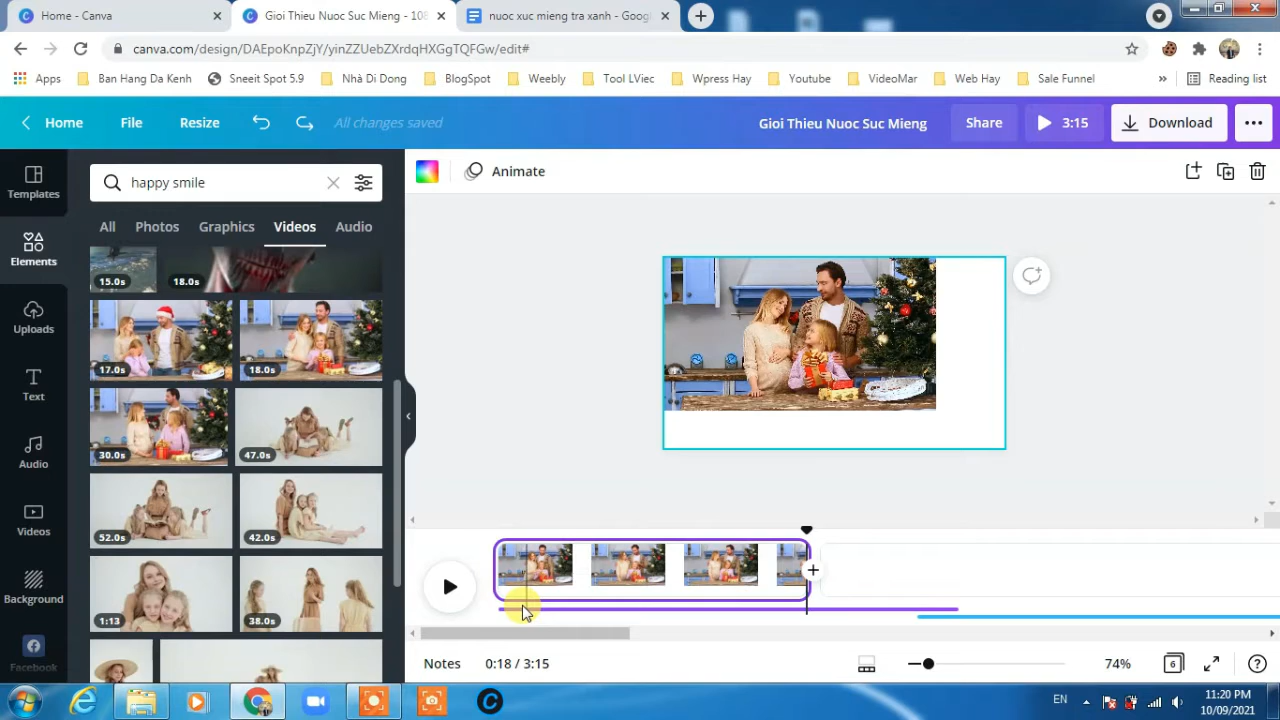 Home - Canva
Gioi Thieu Nuoc Suc Mieng - 108
nuoc xuc mieng tra xanh - Googl
canva.com/design/DAEpoKnpZjY/yinZZUebZXrdqHXGgTQFGw/edit#
Apps
Ban Hang Da Kenh
Sneeit Spot 5.9
Nhà Di Dong
BlogSpot
Weebly
Tool LViec
Wpress Hay
Youtube
VideoMar
Web Hay
Sale Funnel
»
Reading list
Home
File
Resize
All changes saved
Gioi Thieu Nuoc Suc Mieng
Share
3:15
Download
Templates
Elements
Uploads
Text
Audio
Videos
Background
Facebook
happy smile
All
Photos
Graphics
Videos
Audio
15.0s
18.0s
17.0s
18.0s
30.0s
47.0s
52.0s
42.0s
1:13
38.0s
Animate
Notes
0:18 / 3:15
74%
6
EN
11:20 PM
10/09/2021